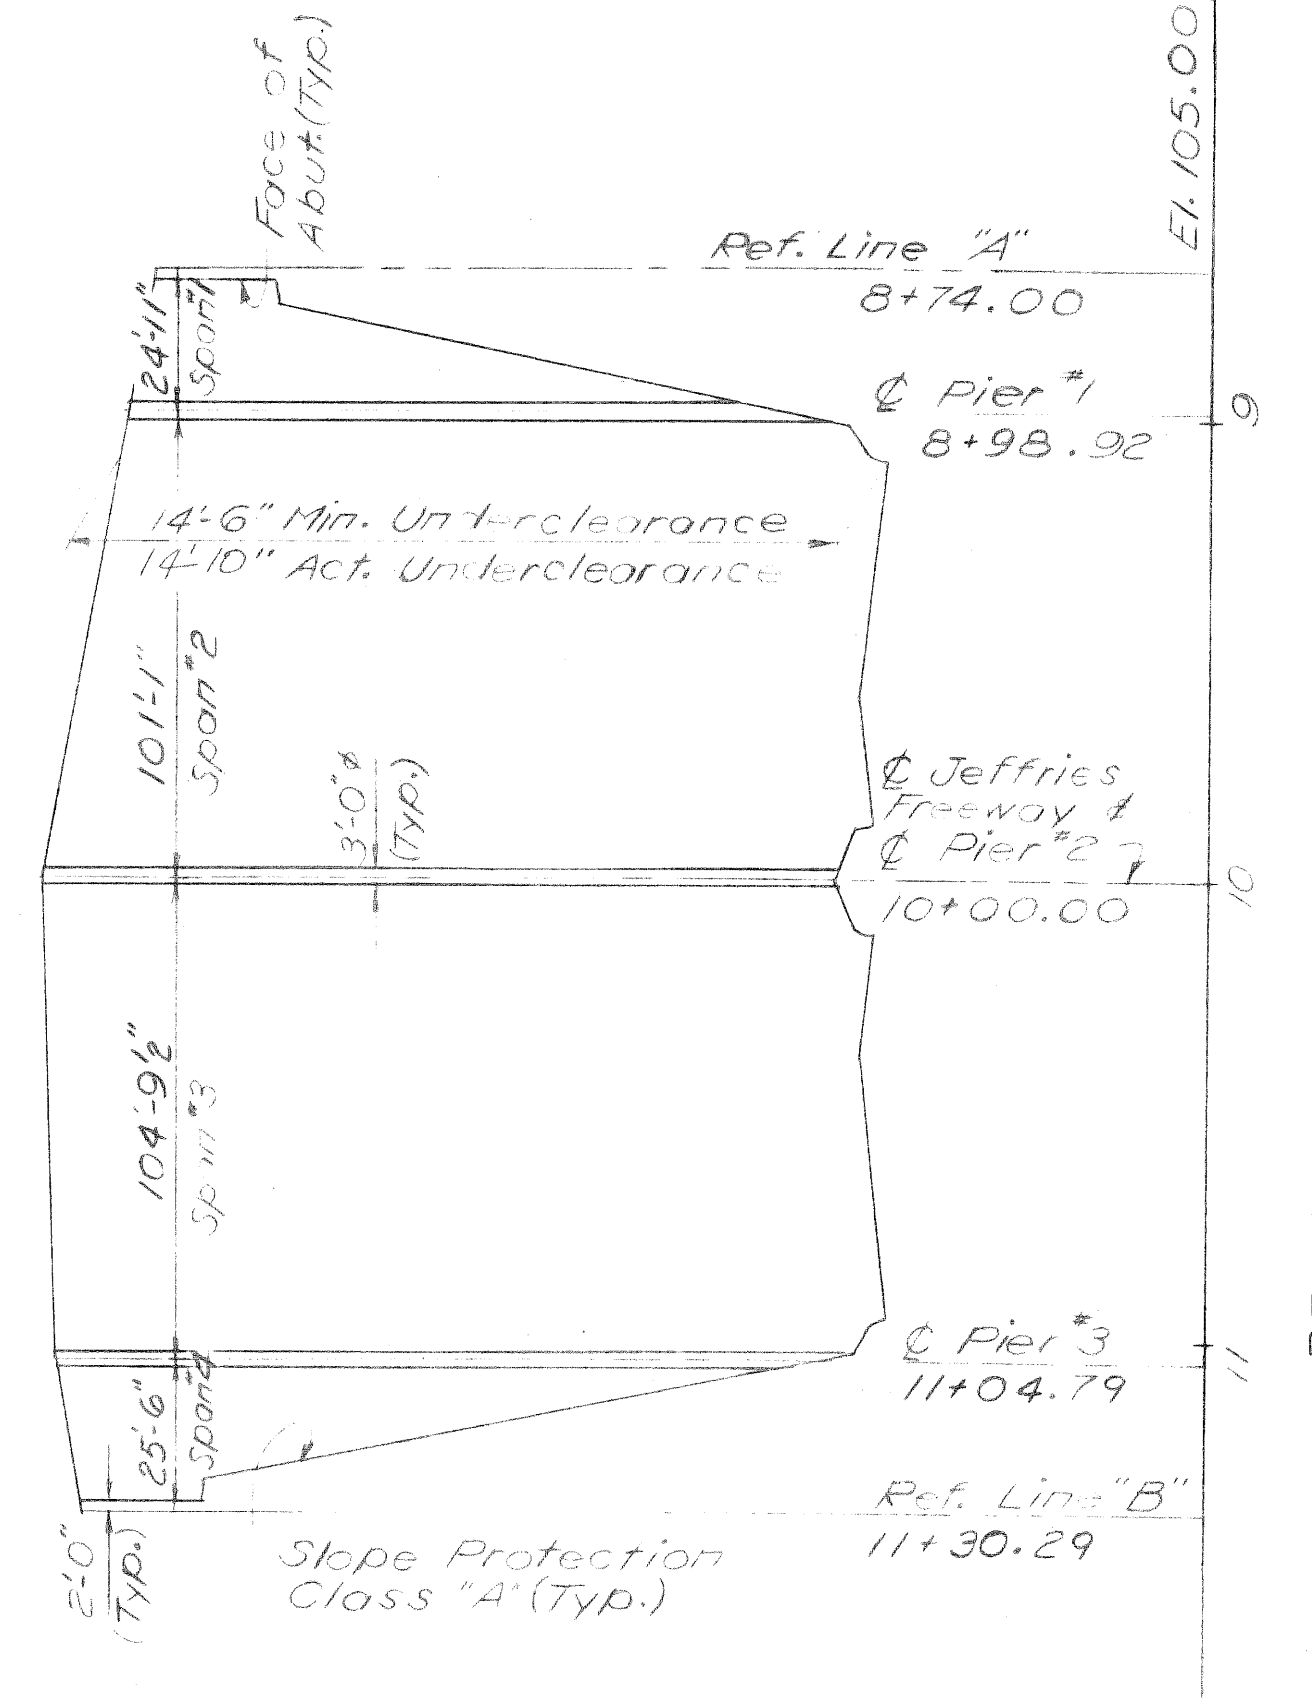 El. 105.00
Face of
Abut.(Typ.)
Ref. Line "A"
8+74.00
24'-11"
Span#1
℄ Pier #1
8+98.92
9
14'-6" Min. Underclearance
14'-10" Act. Underclearance
101'-1"
Span #2
3'-0" ⌀
(Typ.)
℄ Jeffries
Freeway &
℄ Pier #2
10+00.00
10
104'-9½"
Span #3
℄ Pier #3
11+04.79
11
25'-6"
Span#4
Ref. Line "B"
11+30.29
2'-0"
(Typ.)
Slope Protection
Class "A" (Typ.)